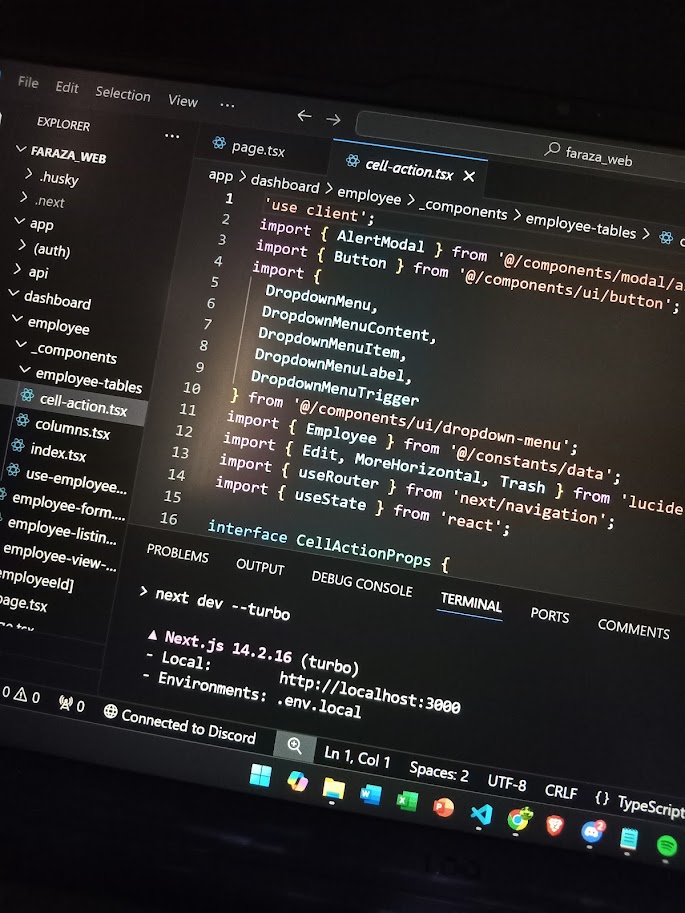 File Edit Selection View ...
faraza_web
EXPLORER ...
FARAZA_WEB
.husky
.next
app
(auth)
api
dashboard
employee
_components
employee-tables
cell-action.tsx
columns.tsx
index.tsx
use-employee...
employee-form....
employee-listin...
employee-view-...
employeeId]
page.tsx
page.tsx
cell-action.tsx
app > dashboard > employee > _components > employee-tables >
1 'use client';
2 import { AlertModal } from '@/components/modal/a
3 import { Button } from '@/components/ui/button';
4 import {
5 DropdownMenu,
6 DropdownMenuContent,
7 DropdownMenuItem,
8 DropdownMenuLabel,
9 DropdownMenuTrigger
10 } from '@/components/ui/dropdown-menu';
11 import { Employee } from '@/constants/data';
12 import { Edit, MoreHorizontal, Trash } from 'lucide
13 import { useRouter } from 'next/navigation';
14 import { useState } from 'react';
15
16 interface CellActionProps {
PROBLEMS OUTPUT DEBUG CONSOLE TERMINAL PORTS COMMENTS
> next dev --turbo
▲ Next.js 14.2.16 (turbo)
- Local: http://localhost:3000
- Environments: .env.local
0 0 0 Connected to Discord Ln 1, Col 1 Spaces: 2 UTF-8 CRLF {} TypeScript
2